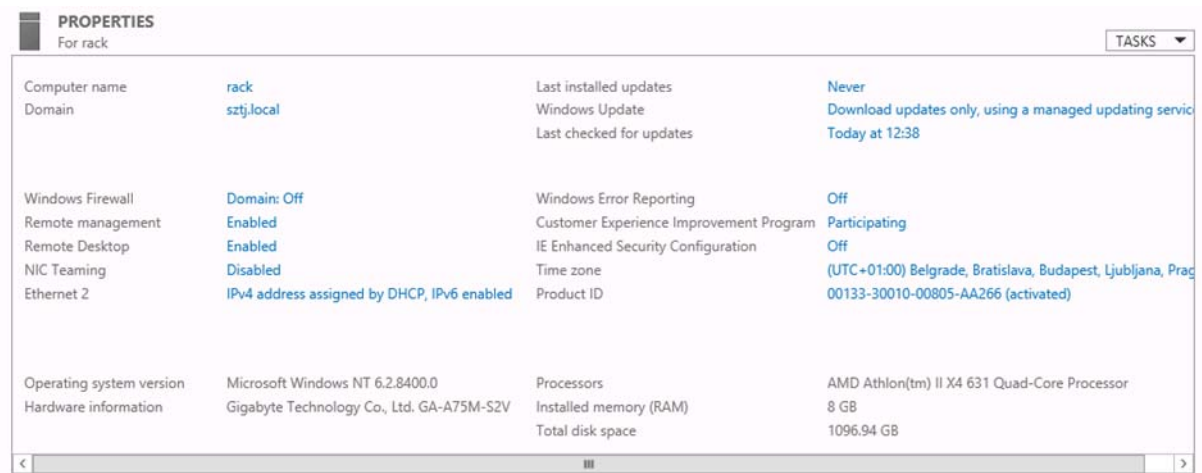 PROPERTIES
For rack
TASKS
Computer name rack Last installed updates Never
Domain sztj.local Windows Update Download updates only, using a managed updating servic
Last checked for updates Today at 12:38
Windows Firewall Domain: Off Windows Error Reporting Off
Remote management Enabled Customer Experience Improvement Program Participating
Remote Desktop Enabled IE Enhanced Security Configuration Off
NIC Teaming Disabled Time zone (UTC+01:00) Belgrade, Bratislava, Budapest, Ljubljana, Prag
Ethernet 2 IPv4 address assigned by DHCP, IPv6 enabled Product ID 00133-30010-00805-AA266 (activated)
Operating system version Microsoft Windows NT 6.2.8400.0 Processors AMD Athlon(tm) II X4 631 Quad-Core Processor
Hardware information Gigabyte Technology Co., Ltd. GA-A75M-S2V Installed memory (RAM) 8 GB
Total disk space 1096.94 GB